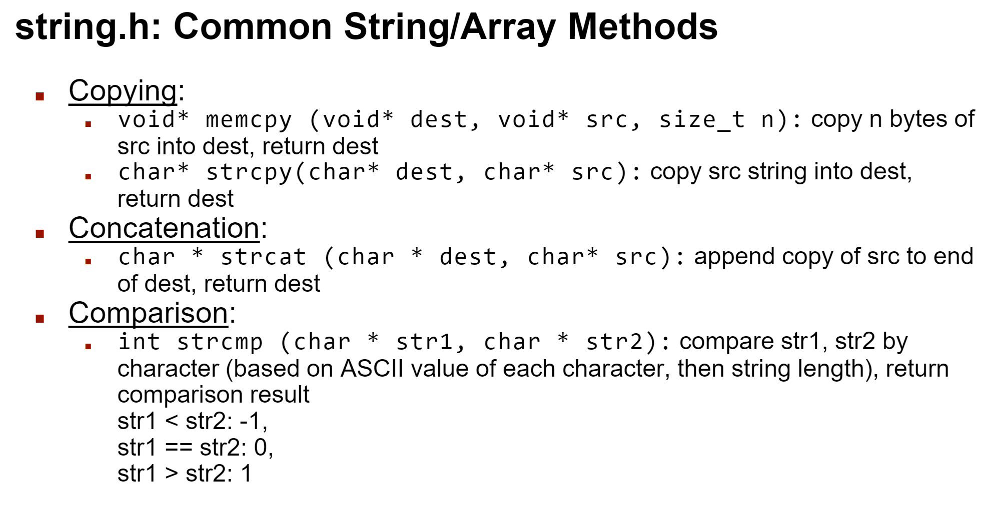 string.h: Common String/Array Methods
Copying:
void* memcpy (void* dest, void* src, size_t n): copy n bytes of
src into dest, return dest
char* strcpy(char* dest, char* src): copy src string into dest,
return dest
Concatenation:
char * strcat (char * dest, char* src): append copy of src to end
of dest, return dest
Comparison:
int strcmp (char * str1, char * str2): compare str1, str2 by
character (based on ASCII value of each character, then string length), return
comparison result
str1 < str2: -1,
str1 == str2: 0,
str1 > str2: 1